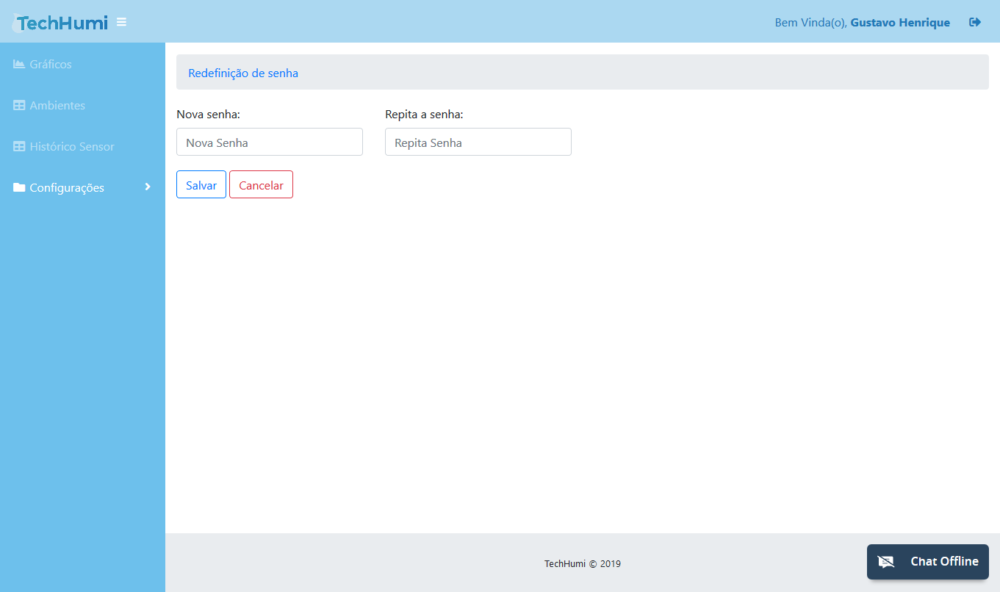 TechHumi
Bem Vinda(o), Gustavo Henrique
Gráficos
Ambientes
Histórico Sensor
Configurações
Redefinição de senha
Nova senha:
Repita a senha:
Nova Senha
Repita Senha
Salvar
Cancelar
TechHumi © 2019
Chat Offline